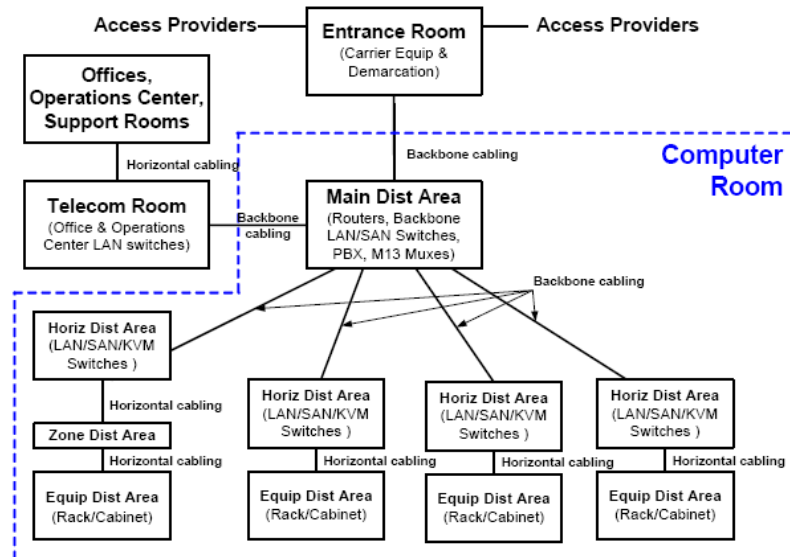 Access Providers
Entrance Room
(Carrier Equip &
Demarcation)
Access Providers
Offices,
Operations Center,
Support Rooms
Horizontal cabling
Backbone cabling
Computer
Room
Telecom Room
(Office & Operations
Center LAN switches)
Backbone
cabling
Main Dist Area
(Routers, Backbone
LAN/SAN Switches,
PBX, M13 Muxes)
Backbone cabling
Horiz Dist Area
(LAN/SAN/KVM
Switches )
Horizontal cabling
Zone Dist Area
Horizontal cabling
Equip Dist Area
(Rack/Cabinet)
Horiz Dist Area
(LAN/SAN/KVM
Switches )
Horizontal cabling
Equip Dist Area
(Rack/Cabinet)
Horiz Dist Area
(LAN/SAN/KVM
Switches )
Horizontal cabling
Equip Dist Area
(Rack/Cabinet)
Horiz Dist Area
(LAN/SAN/KVM
Switches )
Horizontal cabling
Equip Dist Area
(Rack/Cabinet)